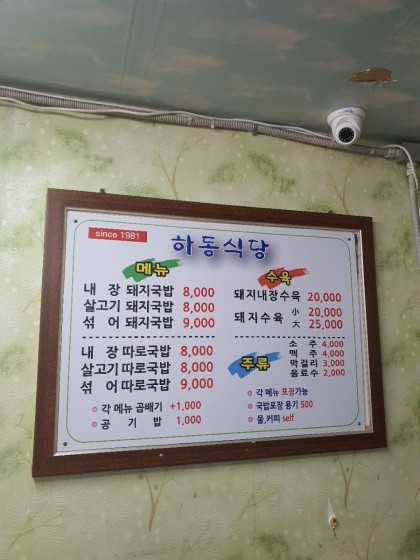 since 1981
하동식당
메뉴
내 장 돼지국밥 8,000
살고기 돼지국밥 8,000
섞 어 돼지국밥 9,000
내 장 따로국밥 8,000
살고기 따로국밥 8,000
섞 어 따로국밥 9,000
각 메뉴 곱배기 +1,000
공 기 밥 1,000
수육
돼지내장수육 20,000
돼지수육 小 20,000
大 25,000
주류
소 주 4,000
맥 주 4,000
막걸리 3,000
음료수 2,000
각 메뉴 포장가능
국밥포장 용기 500
물,커피 self